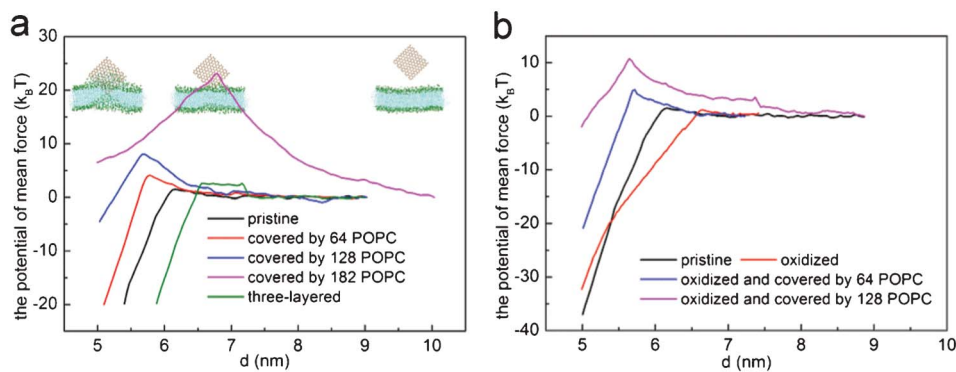 a
the potential of mean force (kBT)
30
20
10
0
-10
-20
pristine
covered by 64 POPC
covered by 128 POPC
covered by 182 POPC
three-layered
5 6 7 8 9 10
d (nm)
b
the potential of mean force (kBT)
10
0
-10
-20
-30
-40
pristine oxidized
oxidized and covered by 64 POPC
oxidized and covered by 128 POPC
5 6 7 8 9 10
d (nm)